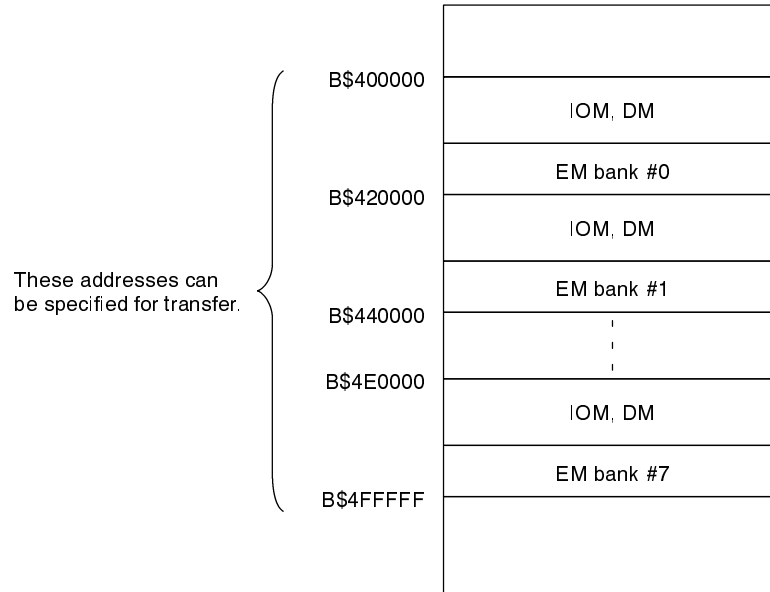 B$400000
IOM, DM
EM bank #0
B$420000
IOM, DM
These addresses can
be specified for transfer.
EM bank #1
B$440000
B$4E0000
IOM, DM
EM bank #7
B$4FFFFF